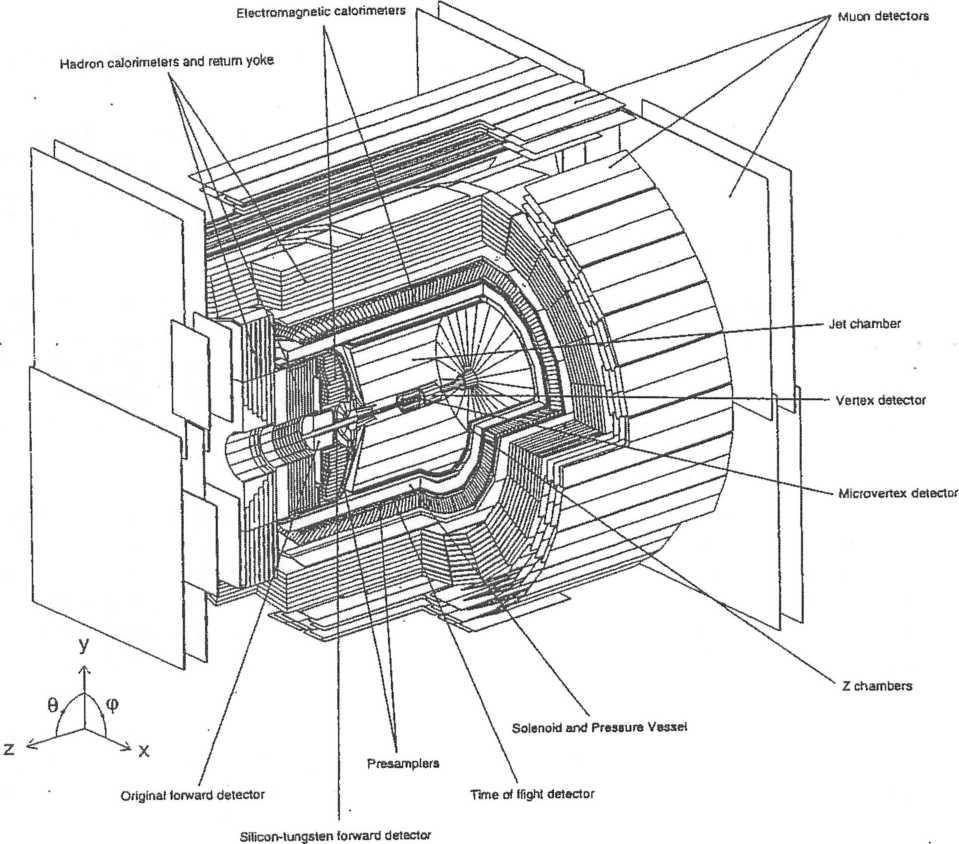 Electromagnetic calorimeters
Muon detectors
Hadron calorimeters and return yoke
Jet chamber
Vertex detector
Microvertex detector
y
θ
φ
z
x
Z chambers
Solenoid and Pressure Vessel
Presamplers
Original forward detector
Time of flight detector
Silicon-tungsten forward detector